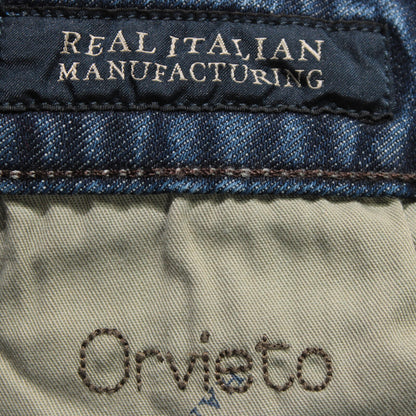 REAL ITALIAN
MANUFACTURING
Orvieto